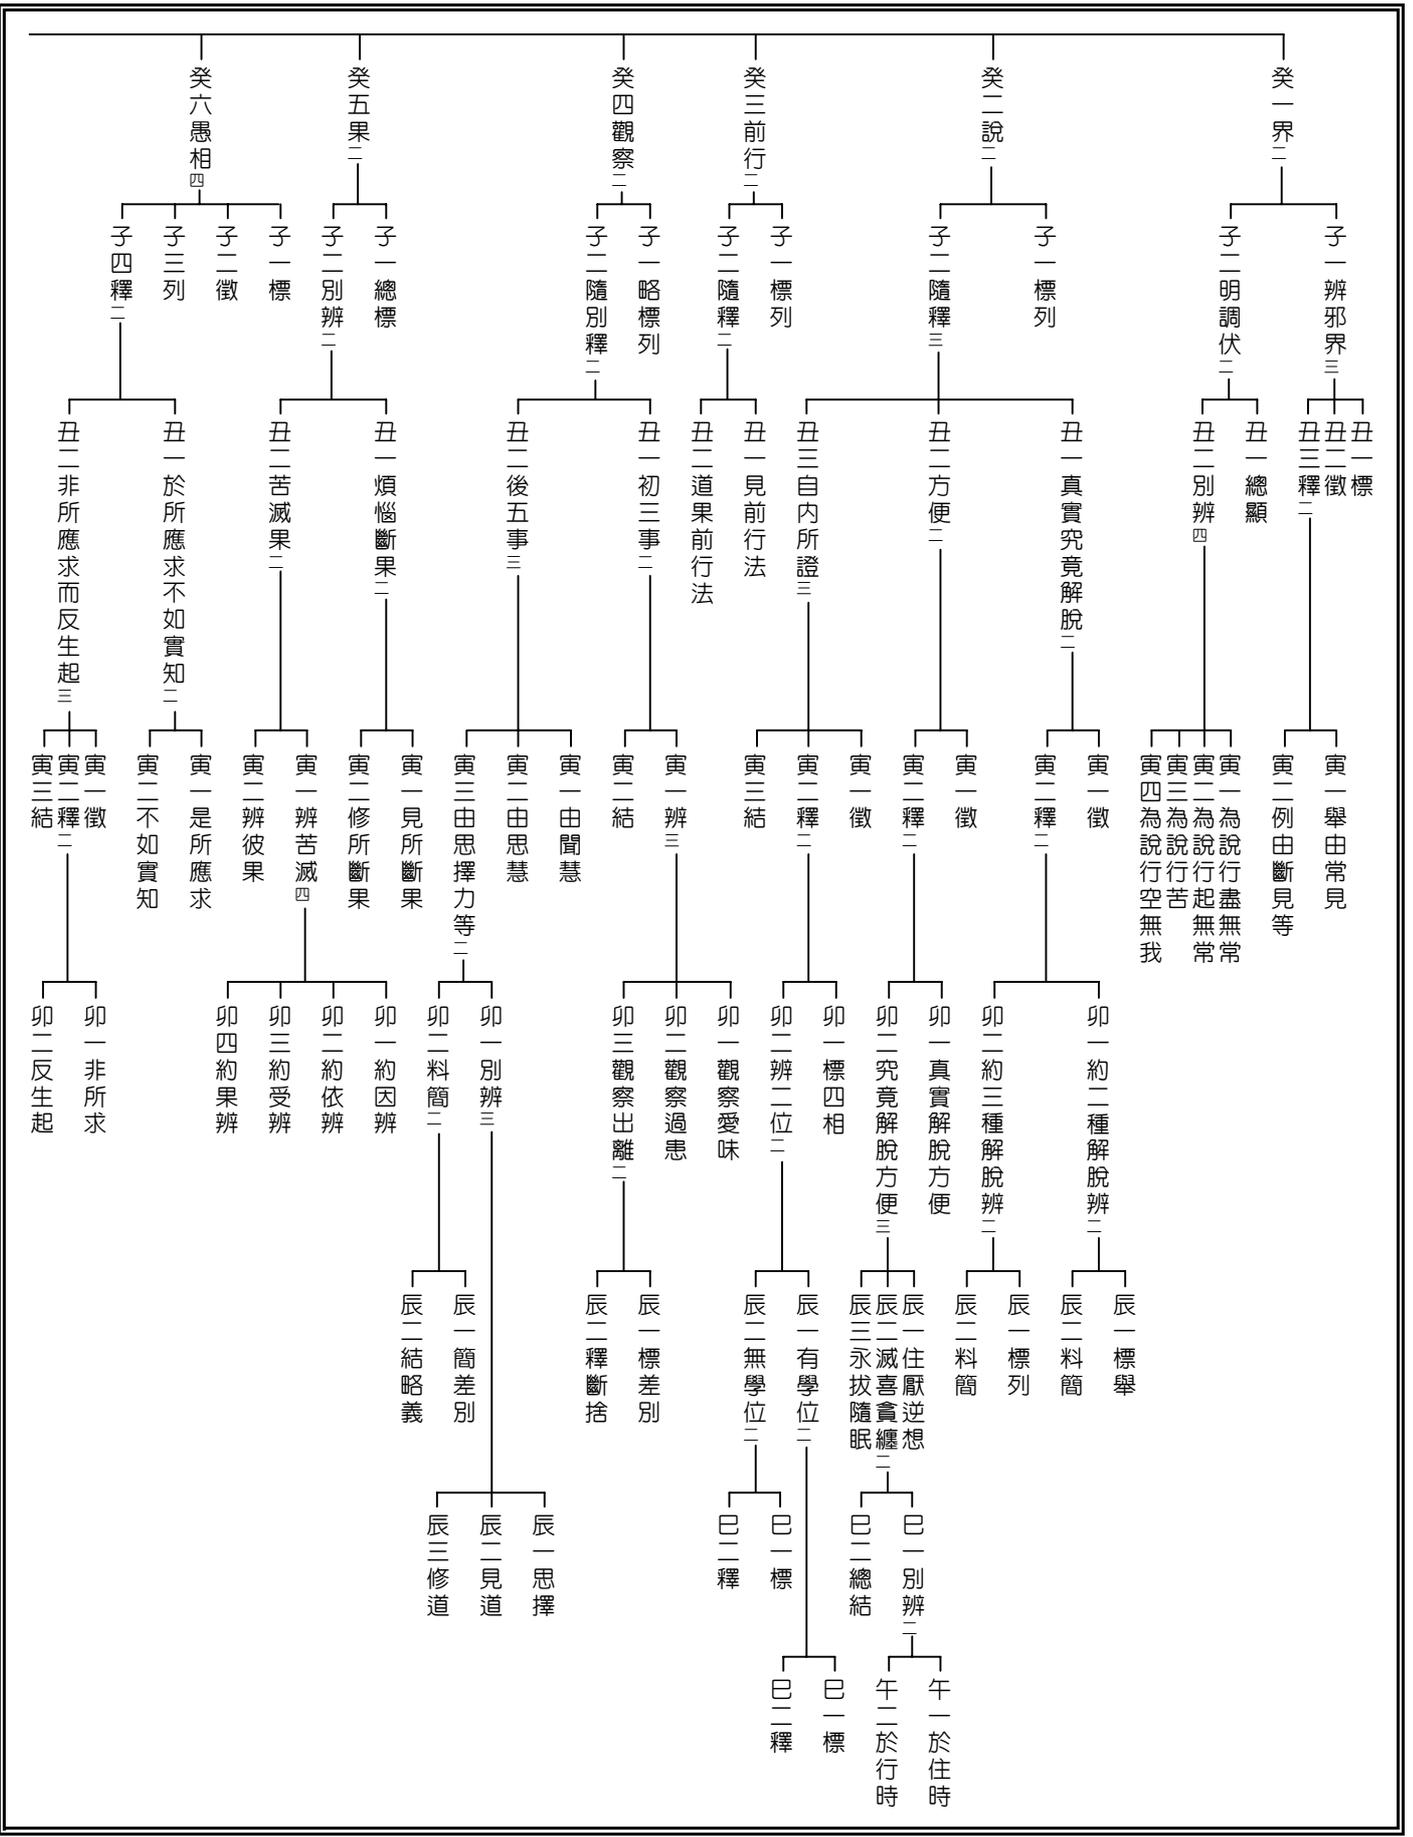 癸一界二
子一辨邪界三
丑一標
丑二徵
丑三釋二
寅一舉由常見
寅二例由斷見等
子二明調伏二
丑一總顯
丑二別辨四
寅一為說行盡無常
寅二為說行起無常
寅三為說行苦
寅四為說行空無我
癸二說二
子一標列
子二隨釋三
丑一真實究竟解脫二
寅一徵
寅二釋二
卯一約二種解脫辨二
辰一標舉
辰二料簡
卯二約三種解脫辨二
辰一標列
辰二料簡
丑二方便二
寅一徵
寅二釋二
卯一真實解脫方便
卯二究竟解脫方便三
辰一住厭逆想
辰二滅喜貪纏二
巳一別辨二
午一於住時
午二於行時
巳二總結
辰三永拔隨眠
丑三自內所證三
寅一徵
寅二釋二
卯一標四相
卯二辨二位二
辰一有學位二
巳一標
巳二釋
辰二無學位二
巳一標
巳二釋
寅三結
癸三前行二
子一標列
子二隨釋二
丑一見前行法
丑二道果前行法
癸四觀察二
子一略標列
子二隨別釋二
丑一初三事二
寅一辨三
卯一觀察愛味
卯二觀察過患
卯三觀察出離二
辰一標差別
辰二釋斷捨
寅二結
丑二後五事三
寅一由聞慧
寅二由思慧
寅三由思擇力等二
卯一別辨三
辰一思擇
辰二見道
辰三修道
卯二料簡二
辰一簡差別
辰二結略義
癸五果二
子一總標
子二別辨二
丑一煩惱斷果二
寅一見所斷果
寅二修所斷果
丑二苦滅果二
寅一辨苦滅四
卯一約因辨
卯二約依辨
卯三約受辨
卯四約果辨
寅二辨彼果
癸六愚相四
子一標
子二徵
子三列
子四釋二
丑一於所應求不如實知二
寅一是所應求
寅二不如實知
丑二非所應求而反生起三
寅一徵
寅二釋二
卯一非所求
卯二反生起
寅三結